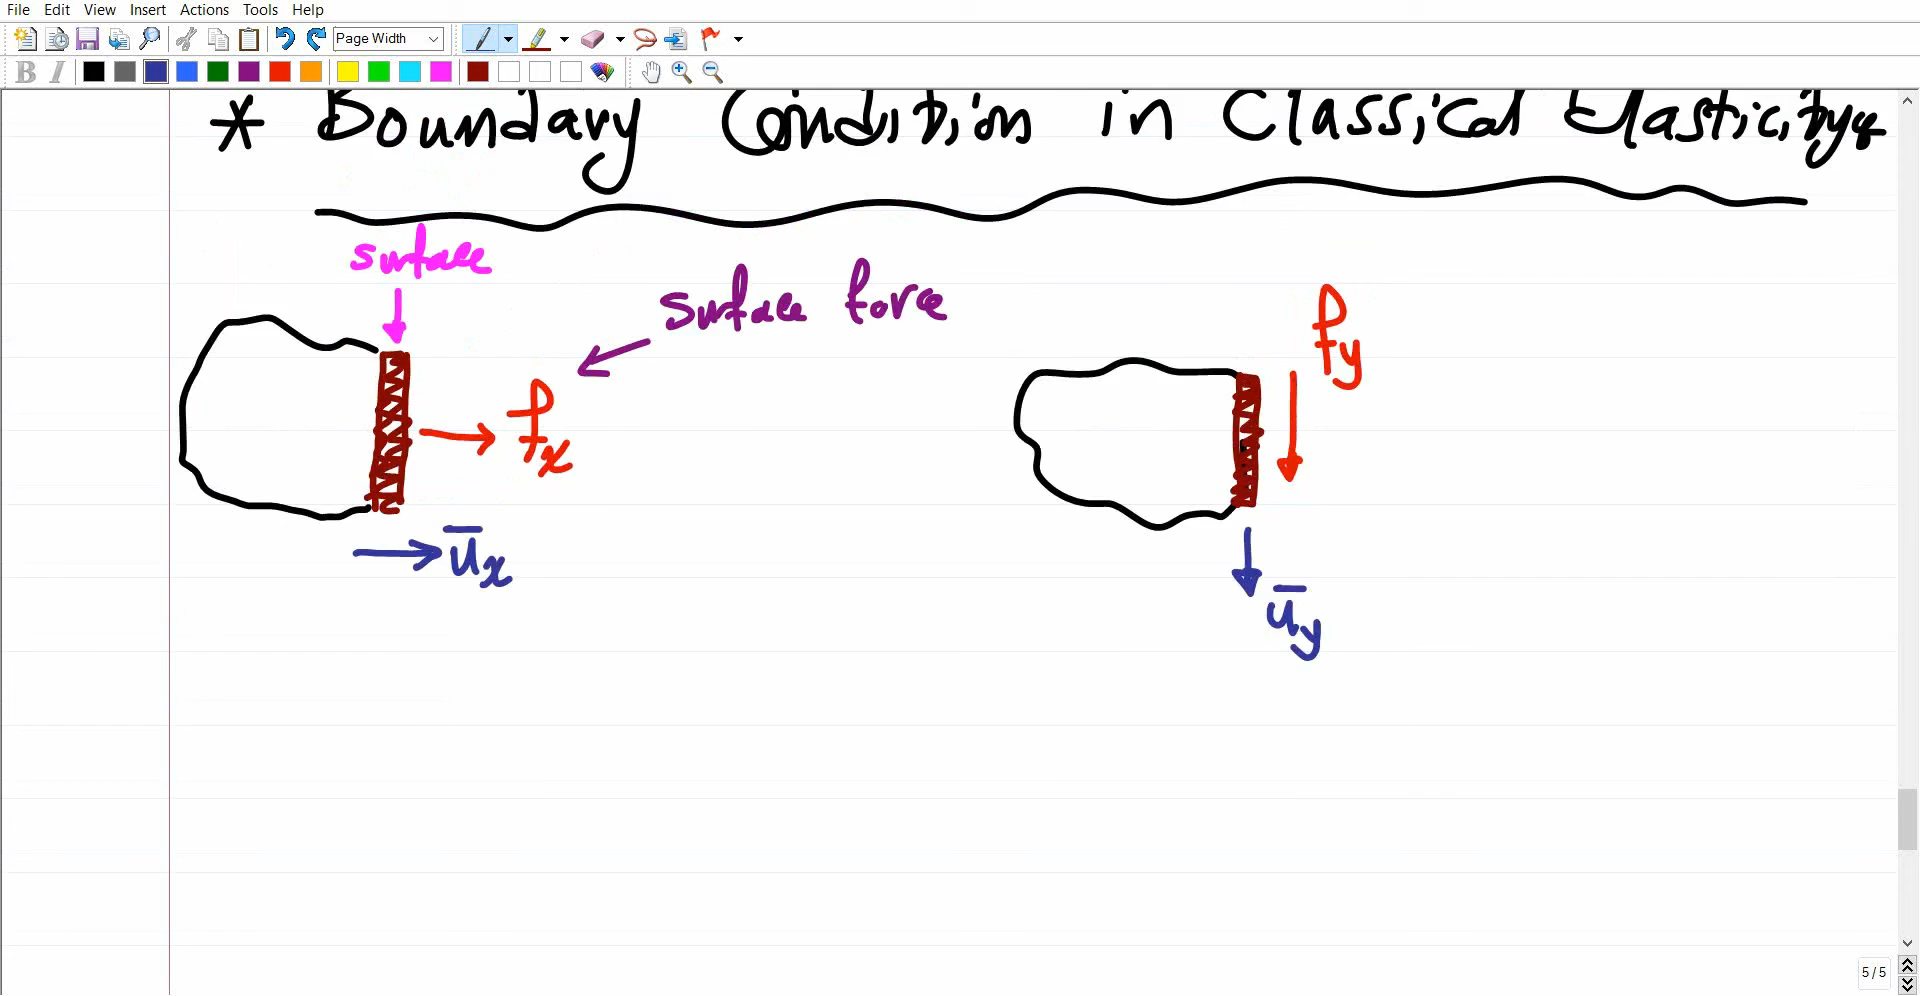 File Edit View Insert Actions Tools Help
Page Width
B I
* Boundary Condition in Classical Elasticity
surface
surface force
fx
fy
ūx
ūy
5 / 5